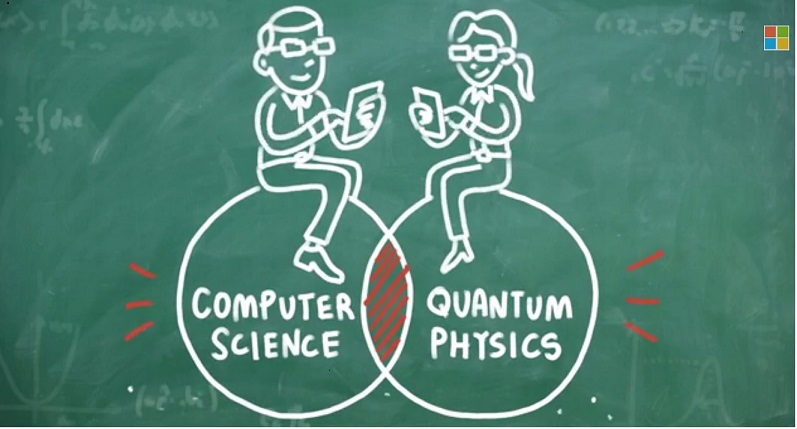 COMPUTER
SCIENCE
QUANTUM
PHYSICS